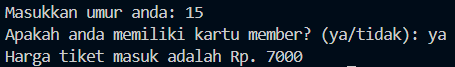 Masukkan umur anda: 15
Apakah anda memiliki kartu member? (ya/tidak): ya
Harga tiket masuk adalah Rp. 7000